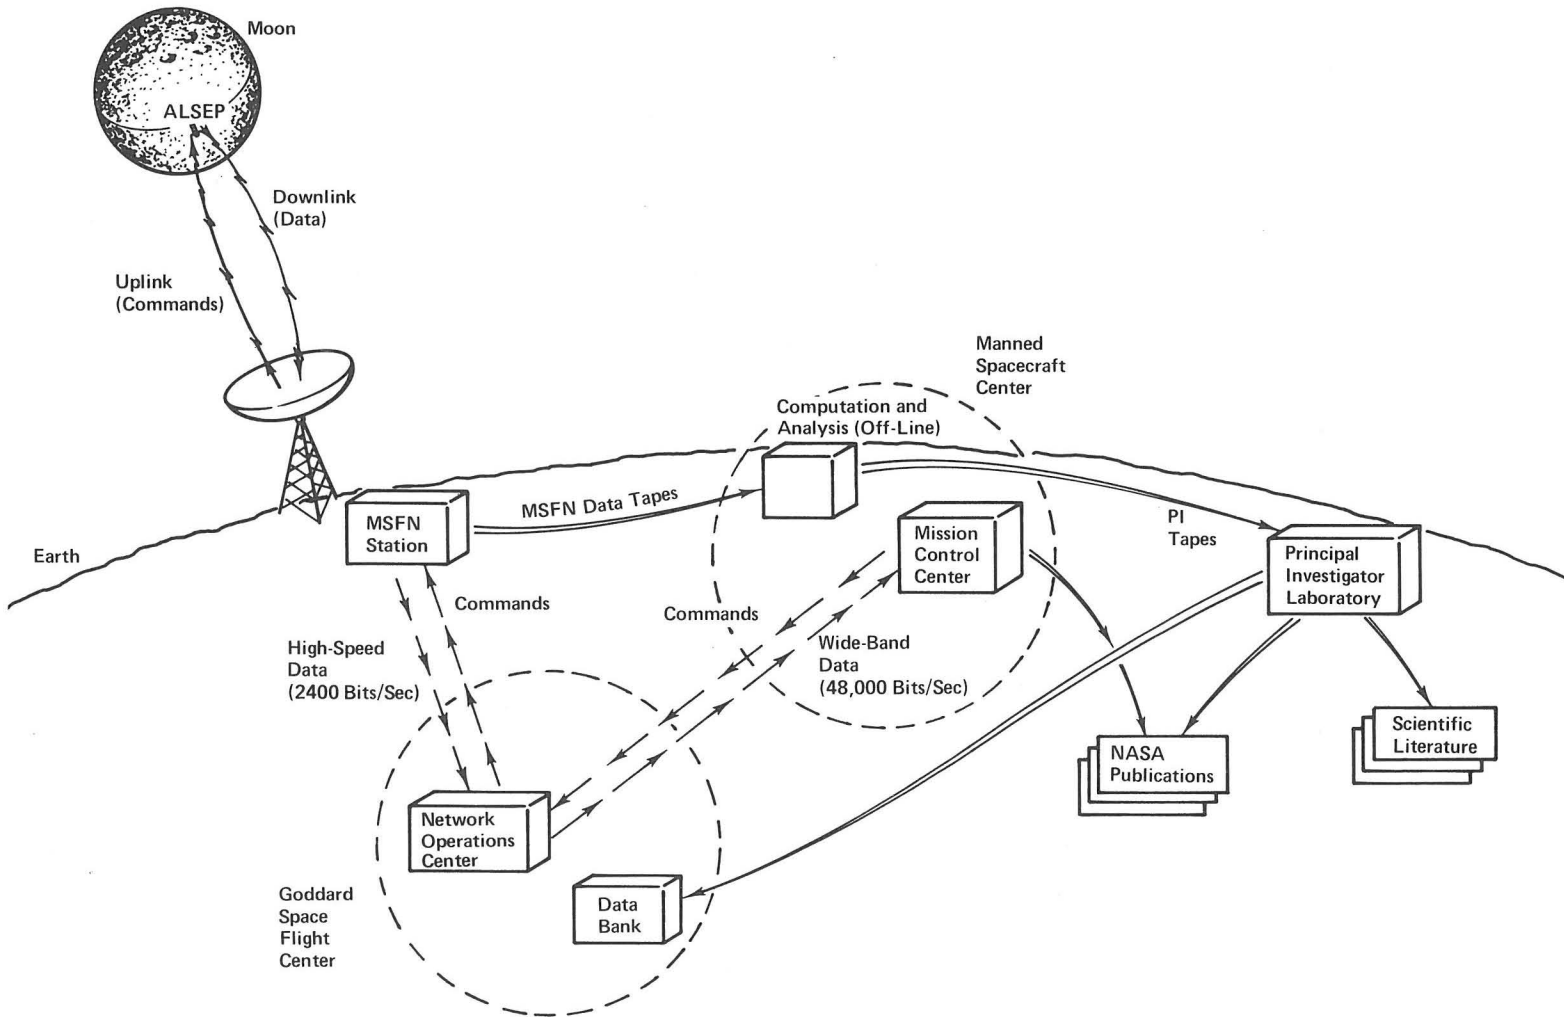 Moon
ALSEP
Downlink
(Data)
Uplink
(Commands)
Manned
Spacecraft
Center
Computation and
Analysis (Off-Line)
MSFN Data Tapes
MSFN
Station
Mission
Control
Center
PI
Tapes
Principal
Investigator
Laboratory
Earth
Commands
Commands
High-Speed
Data
(2400 Bits/Sec)
Wide-Band
Data
(48,000 Bits/Sec)
NASA
Publications
Scientific
Literature
Network
Operations
Center
Data
Bank
Goddard
Space
Flight
Center